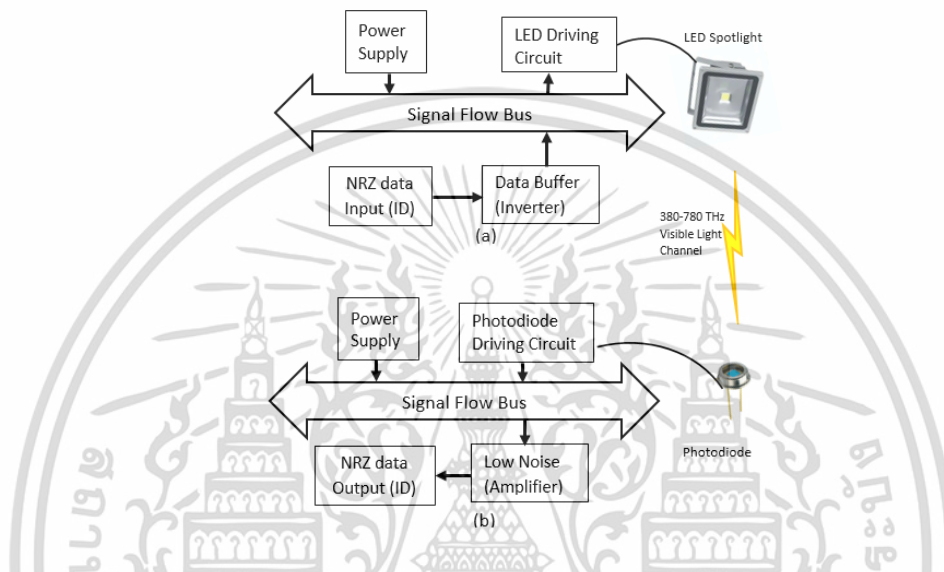 Power
Supply
LED Driving
Circuit
LED Spotlight
Signal Flow Bus
NRZ data
Input (ID)
Data Buffer
(Inverter)
(a)
380-780 THz
Visible Light
Channel
Power
Supply
Photodiode
Driving Circuit
Signal Flow Bus
NRZ data
Output (ID)
Low Noise
(Amplifier)
(b)
Photodiode